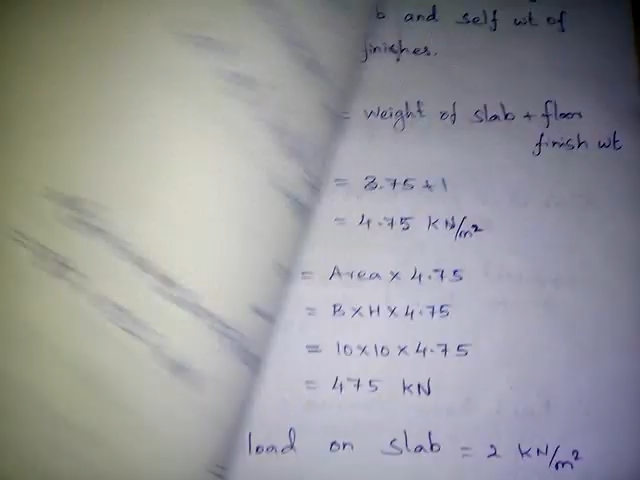 b and self wt of
finishes.
= Weight of slab + floor
finish wt
= 3.75 + 1
= 4.75 KN/m²
= Area × 4.75
= B × H × 4.75
= 10 × 10 × 4.75
= 475 KN
load on slab = 2 KN/m²